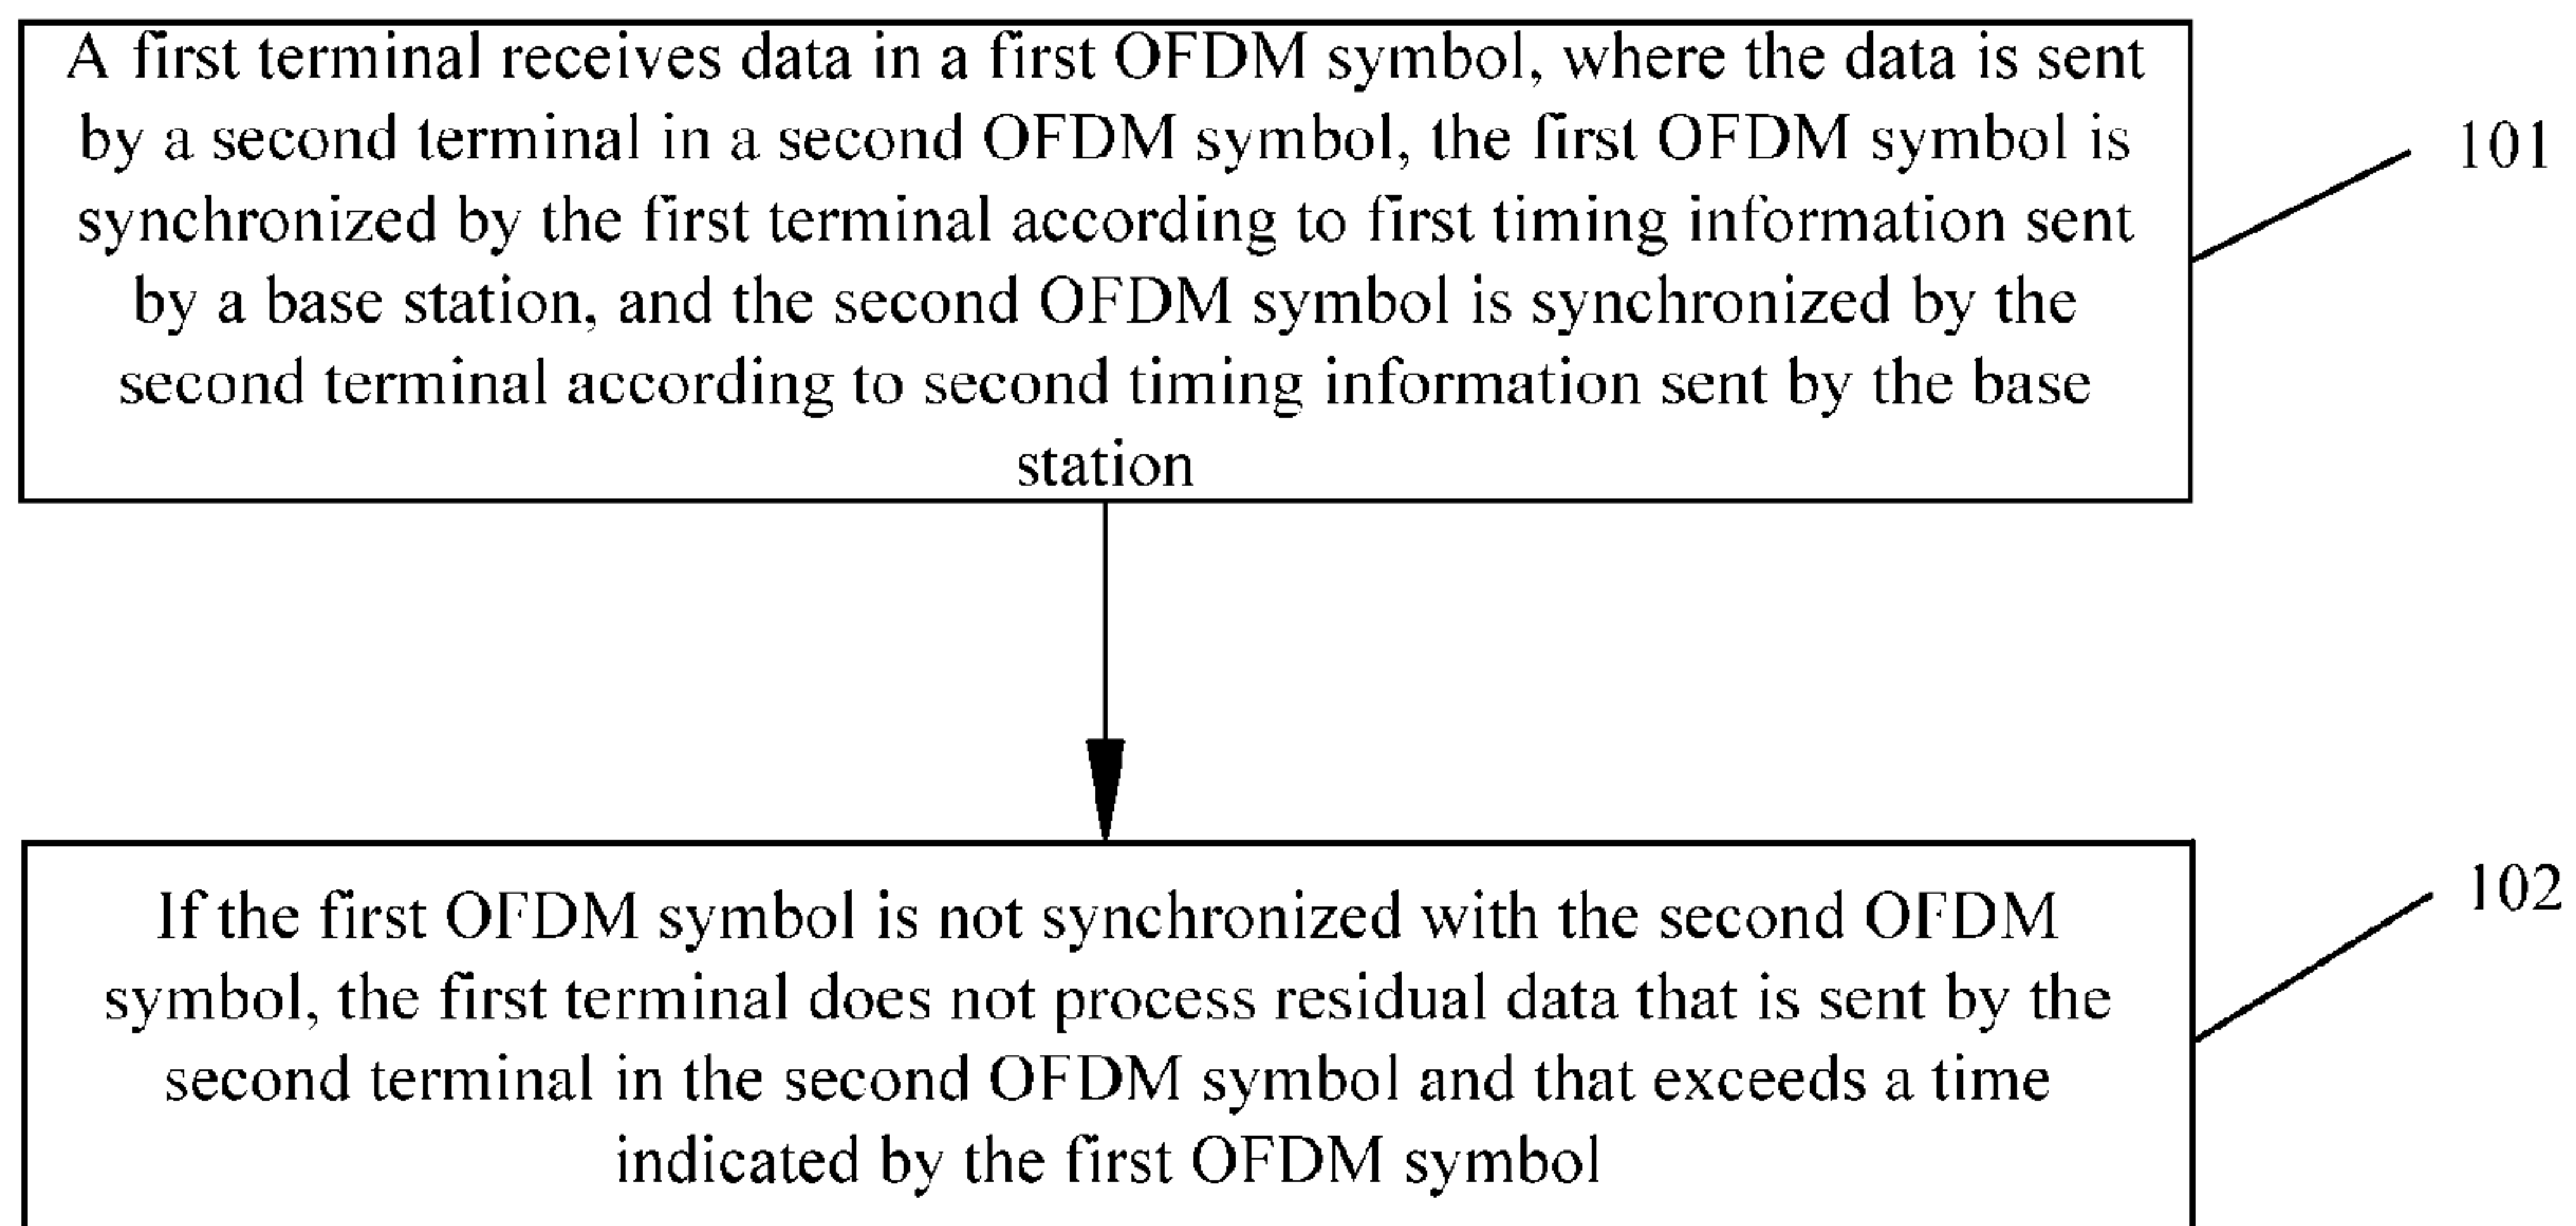 A first terminal receives data in a first OFDM symbol, where the data is sent
by a second terminal in a second OFDM symbol, the first OFDM symbol is
synchronized by the first terminal according to first timing information sent
by a base station, and the second OFDM symbol is synchronized by the
second terminal according to second timing information sent by the base
station
101
If the first OFDM symbol is not synchronized with the second OFDM
symbol, the first terminal does not process residual data that is sent by the
second terminal in the second OFDM symbol and that exceeds a time
indicated by the first OFDM symbol
102